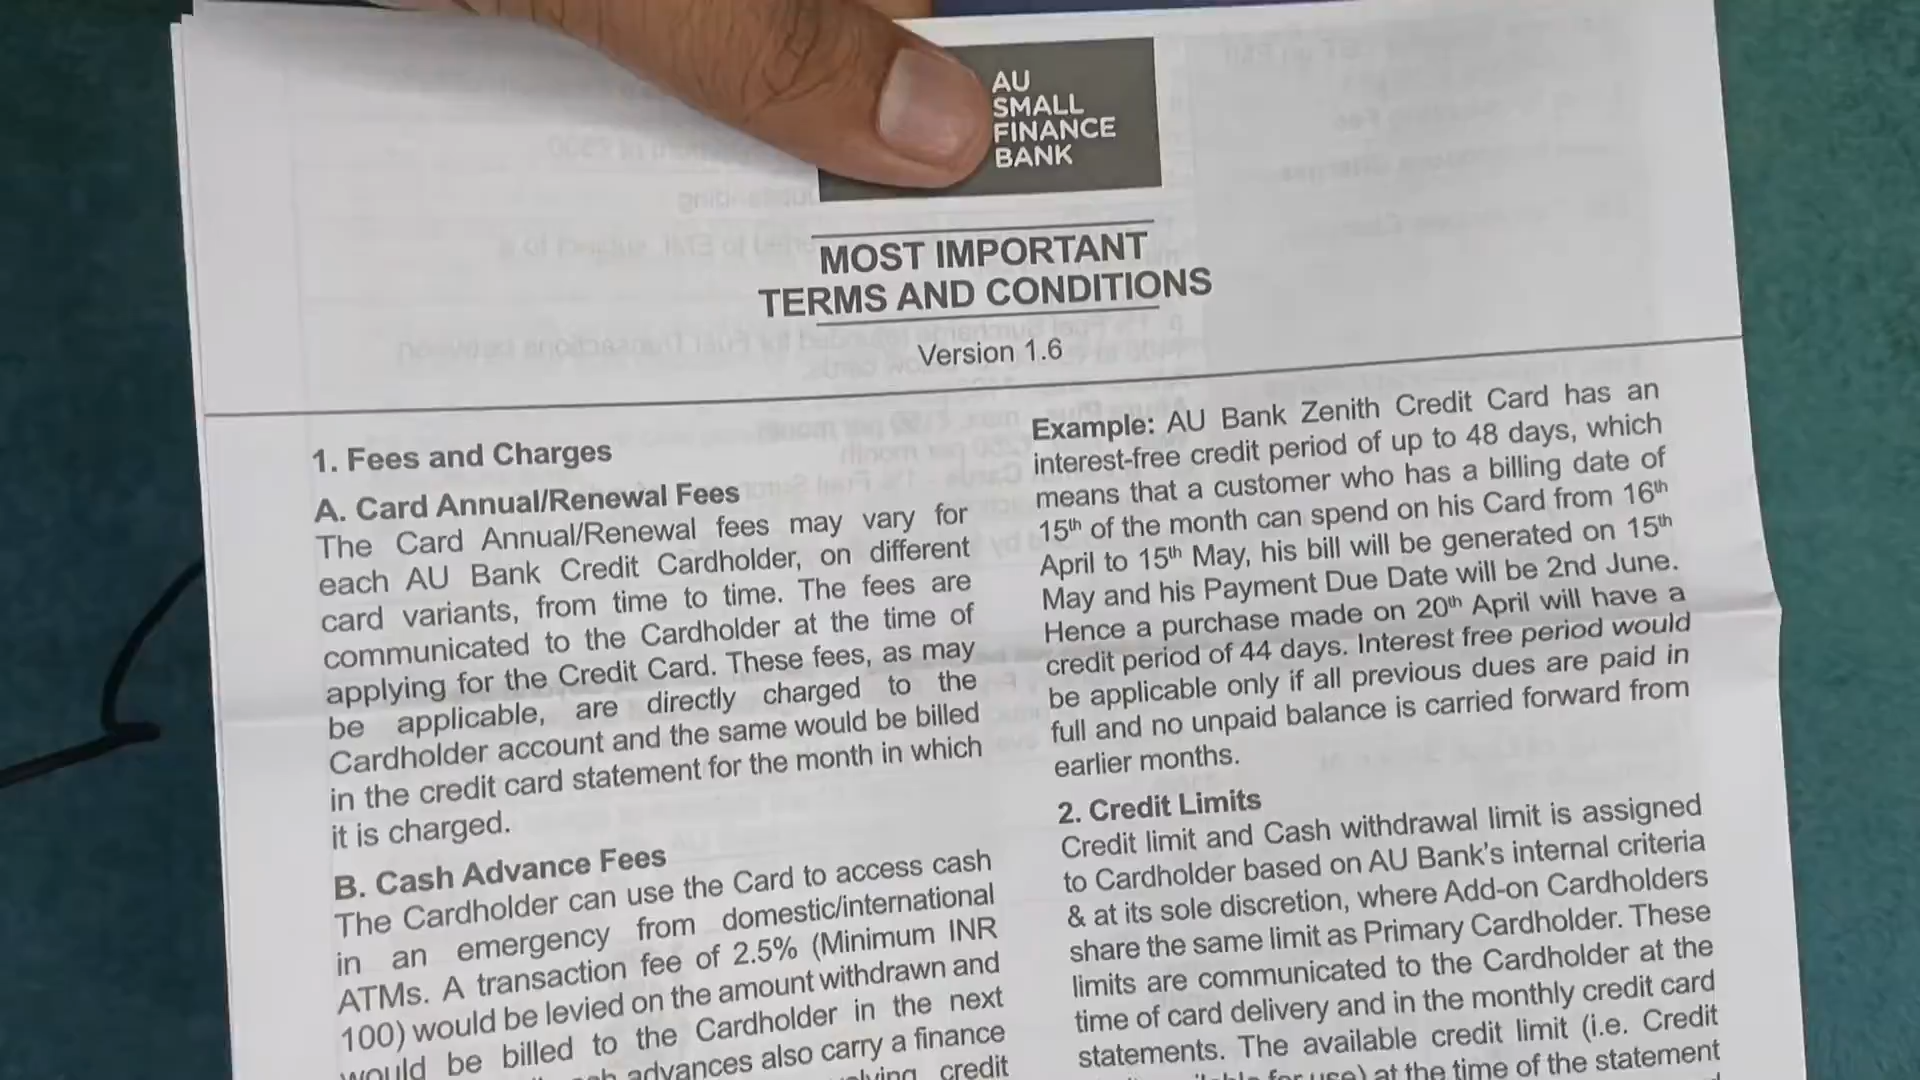 AU
SMALL
FINANCE
BANK
MOST IMPORTANT
TERMS AND CONDITIONS
Version 1.6
1. Fees and Charges
A. Card Annual/Renewal Fees
The Card Annual/Renewal fees may vary for
each AU Bank Credit Cardholder, on different
card variants, from time to time. The fees are
communicated to the Cardholder at the time of
applying for the Credit Card. These fees, as may
be applicable, are directly charged to the
Cardholder account and the same would be billed
in the credit card statement for the month in which
it is charged.
B. Cash Advance Fees
The Cardholder can use the Card to access cash
in an emergency from domestic/international
ATMs. A transaction fee of 2.5% (Minimum INR
100) would be levied on the amount withdrawn and
would be billed to the Cardholder in the next
advances also carry a finance
credit
Example: AU Bank Zenith Credit Card has an
interest-free credit period of up to 48 days, which
means that a customer who has a billing date of
15th of the month can spend on his Card from 16th
April to 15th May, his bill will be generated on 15th
May and his Payment Due Date will be 2nd June.
Hence a purchase made on 20th April will have a
credit period of 44 days. Interest free period would
be applicable only if all previous dues are paid in
full and no unpaid balance is carried forward from
earlier months.
2. Credit Limits
Credit limit and Cash withdrawal limit is assigned
to Cardholder based on AU Bank's internal criteria
& at its sole discretion, where Add-on Cardholders
share the same limit as Primary Cardholder. These
limits are communicated to the Cardholder at the
time of card delivery and in the monthly credit card
statements. The available credit limit (i.e. Credit
for use) at the time of the statement